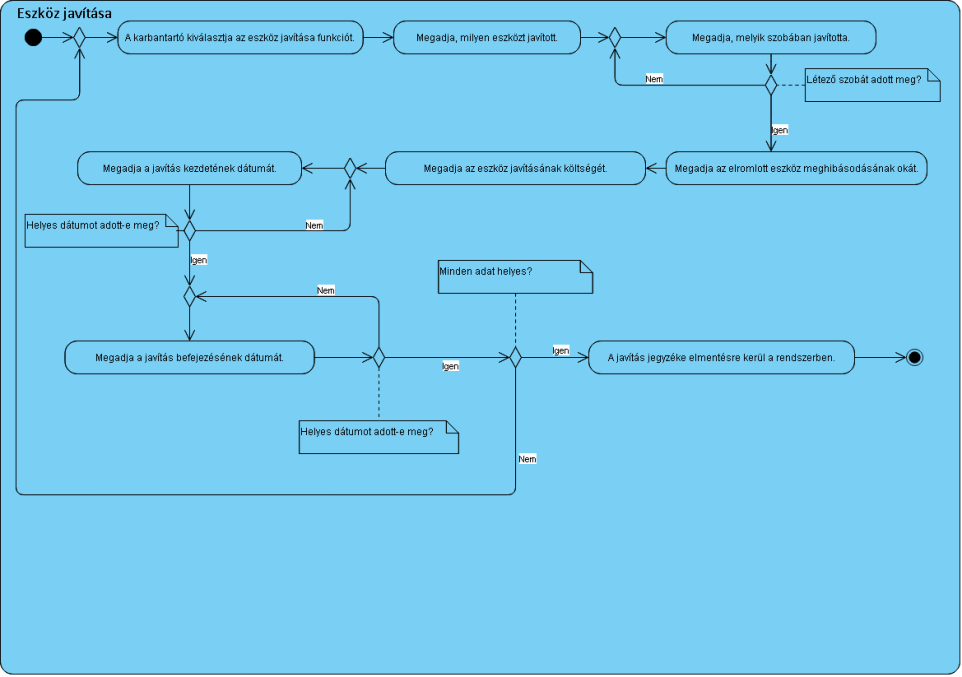 Eszköz javítása
A karbantartó kiválasztja az eszköz javítása funkciót.
Megadja, milyen eszközt javított.
Megadja, melyik szobában javította.
Nem
Létező szobát adott meg?
Igen
Megadja a javítás kezdetének dátumát.
Megadja az eszköz javításának költségét.
Megadja az elromlott eszköz meghibásodásának okát.
Helyes dátumot adott-e meg?
Nem
Igen
Minden adat helyes?
Nem
Megadja a javítás befejezésének dátumát.
Igen
Igen
A javítás jegyzéke elmentésre kerül a rendszerben.
Helyes dátumot adott-e meg?
Nem